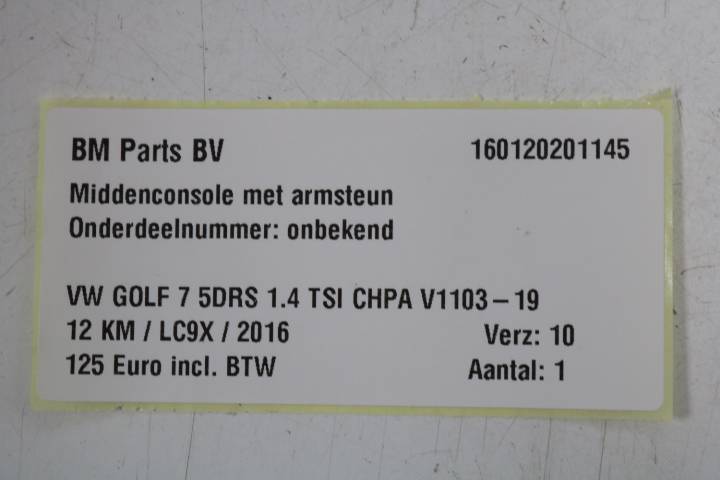 BM Parts BV 160120201145
Middenconsole met armsteun
Onderdeelnummer: onbekend
VW GOLF 7 5DRS 1.4 TSI CHPA V1103-19
12 KM / LC9X / 2016 Verz: 10
125 Euro incl. BTW Aantal: 1